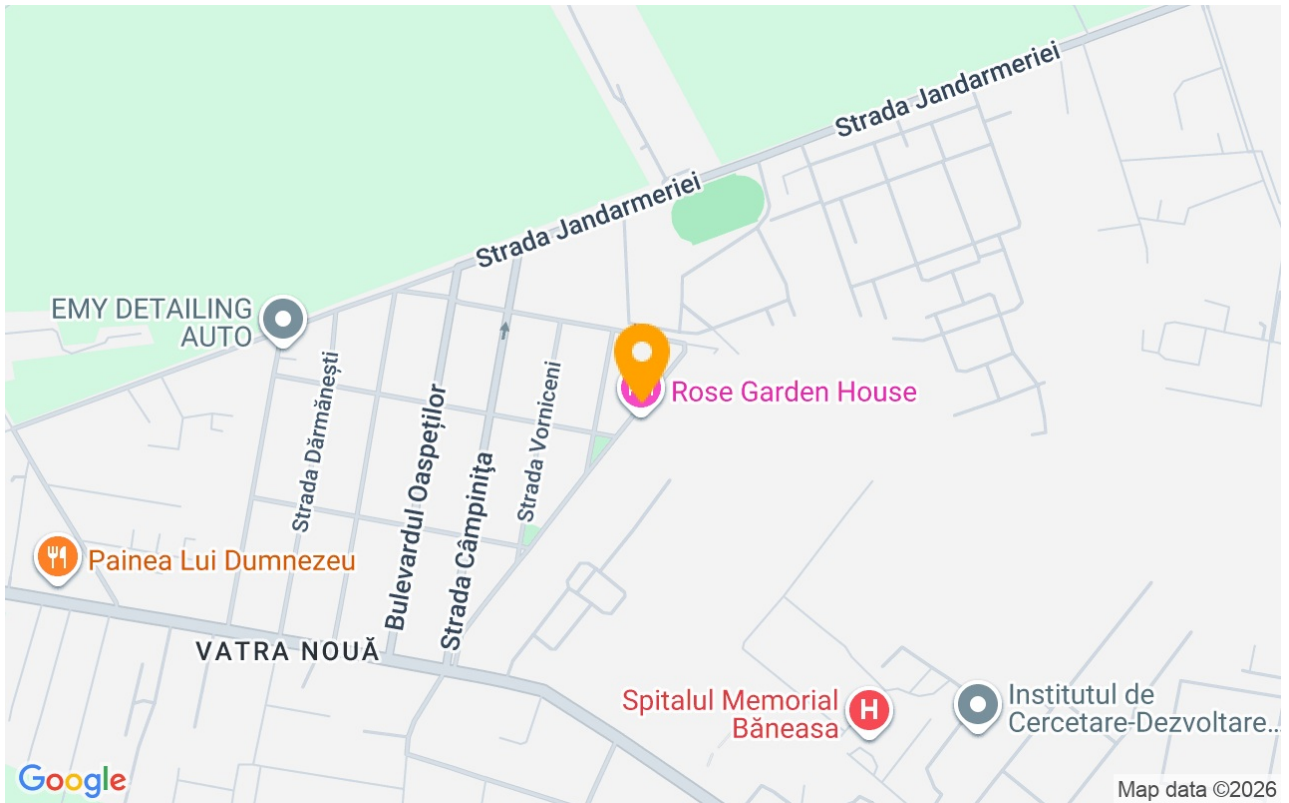 Strada Jandarmeriei
Strada Jandarmeriei
EMY DETAILING
AUTO
Rose Garden House
Strada Dărmănești
Bulevardul Oaspeților
Strada Câmpinița
Strada Vorniceni
Painea Lui Dumnezeu
VATRA NOUĂ
Spitalul Memorial
Băneasa
H
Institutul de
Cercetare-Dezvoltare...
Google
Map data ©2026